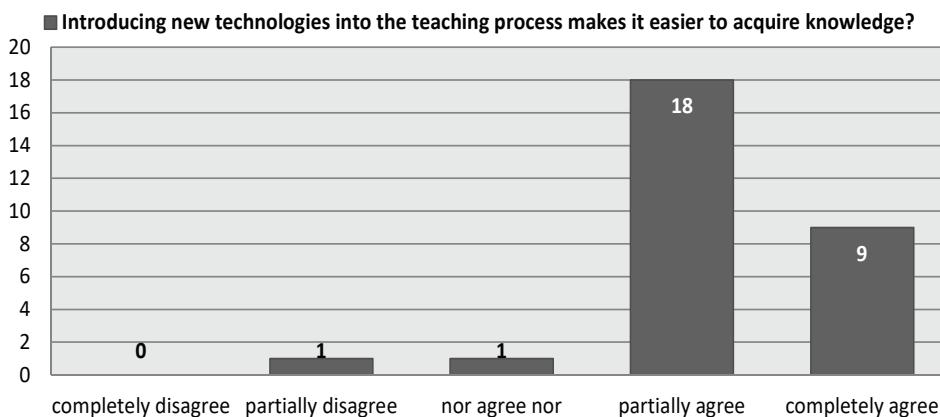 Introducing new technologies into the teaching process makes it easier to acquire knowledge?
20
18
16
14
12
10
8
6
4
2
0
0
1
1
18
9
completely disagree
partially disagree
nor agree nor
partially agree
completely agree